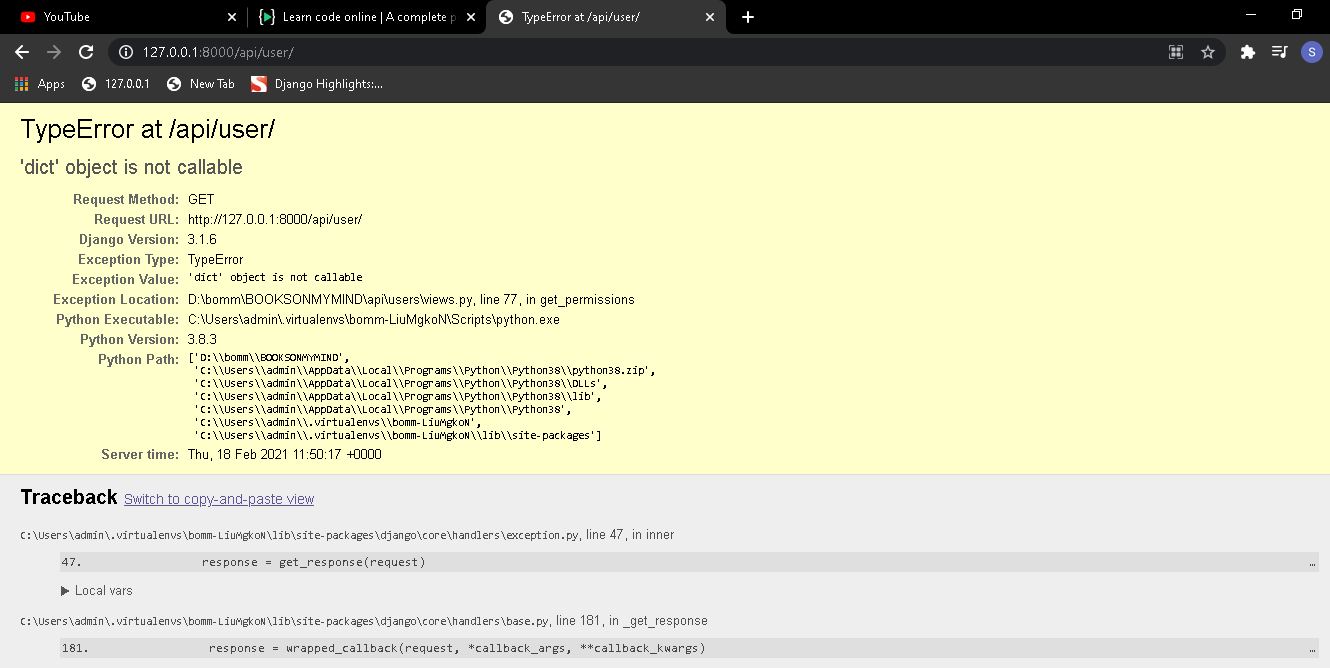 YouTube
Learn code online | A complete p
TypeError at /api/user/
127.0.0.1:8000/api/user/
S
Apps
127.0.0.1
New Tab
Django Highlights:...
TypeError at /api/user/
'dict' object is not callable
Request Method: GET
Request URL: http://127.0.0.1:8000/api/user/
Django Version: 3.1.6
Exception Type: TypeError
Exception Value: 'dict' object is not callable
Exception Location: D:\bomm\BOOKSONMYMIND\api\users\views.py, line 77, in get_permissions
Python Executable: C:\Users\admin\.virtualenvs\bomm-LiuMgkoN\Scripts\python.exe
Python Version: 3.8.3
Python Path: ['D:\\bomm\\BOOKSONMYMIND',
'C:\\Users\\admin\\AppData\\Local\\Programs\\Python\\Python38\\python38.zip',
'C:\\Users\\admin\\AppData\\Local\\Programs\\Python\\Python38\\DLLs',
'C:\\Users\\admin\\AppData\\Local\\Programs\\Python\\Python38\\lib',
'C:\\Users\\admin\\AppData\\Local\\Programs\\Python\\Python38',
'C:\\Users\\admin\\.virtualenvs\\bomm-LiuMgkoN',
'C:\\Users\\admin\\.virtualenvs\\bomm-LiuMgkoN\\lib\\site-packages']
Server time: Thu, 18 Feb 2021 11:50:17 +0000
Traceback Switch to copy-and-paste view
C:\Users\admin\.virtualenvs\bomm-LiuMgkoN\lib\site-packages\django\core\handlers\exception.py, line 47, in inner
47. response = get_response(request) …
▶ Local vars
C:\Users\admin\.virtualenvs\bomm-LiuMgkoN\lib\site-packages\django\core\handlers\base.py, line 181, in _get_response
181. response = wrapped_callback(request, *callback_args, **callback_kwargs) …